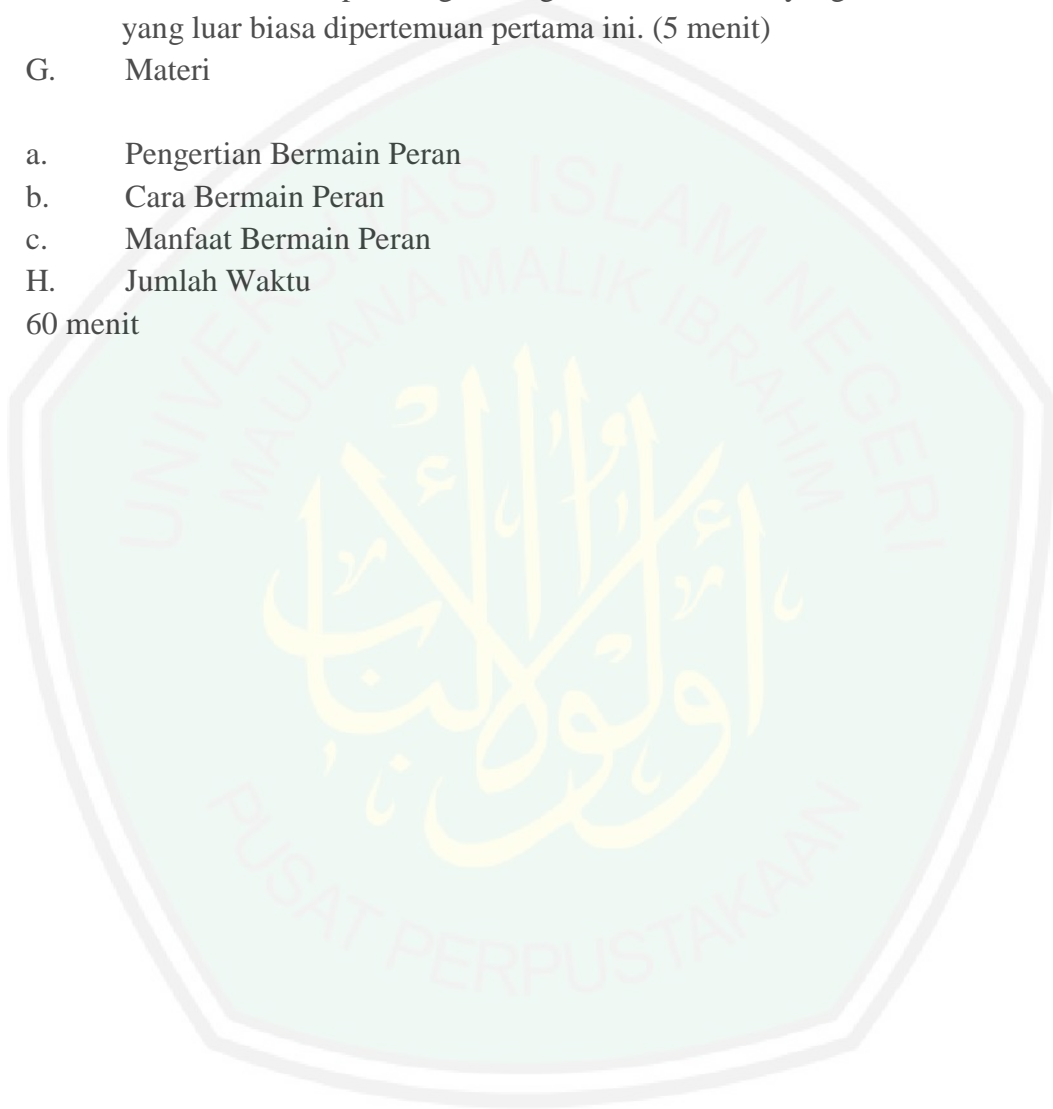 yang luar biasa dipertemuan pertama ini. (5 menit)
G. Materi
a. Pengertian Bermain Peran
b. Cara Bermain Peran
c. Manfaat Bermain Peran
H. Jumlah Waktu
60 menit
UNIVERSITAS ISLAM NEGERI
MAULANA MALIK IBRAHIM
PUSAT PERPUSTAKAAN